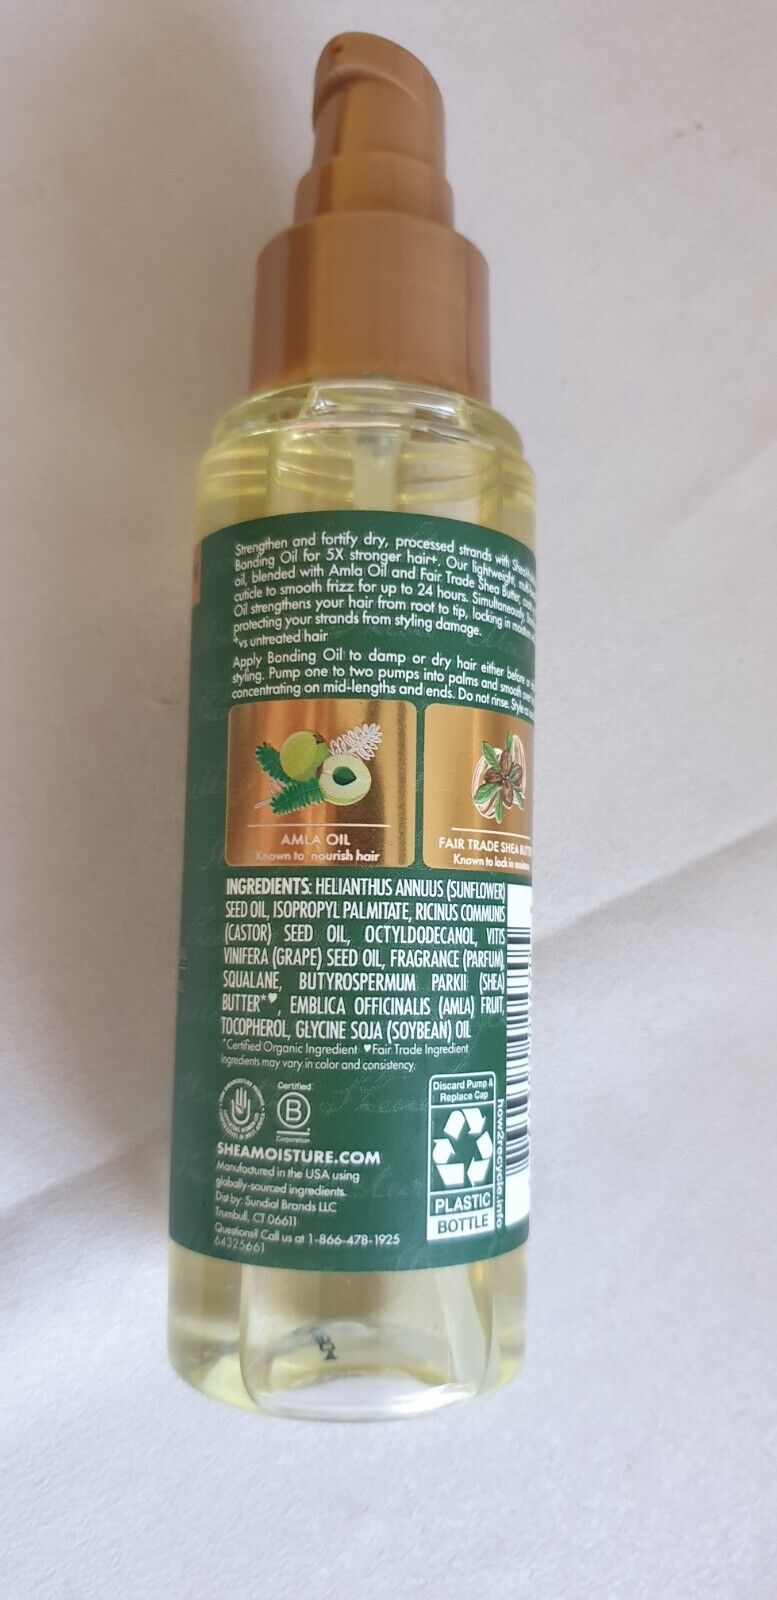 Strengthen and fortify dry, processed strands with
Bonding Oil for 5X stronger hair+. Our lightweight,
oil, blended with Amla Oil and Fair Trade Shea Butter,
cuticle to smooth frizz for up to 24 hours. Simultaneously,
Oil strengthens your hair from root to tip, locking in moisture
protecting your strands from styling damage.
+vs untreated hair
Apply Bonding Oil to damp or dry hair either before or
styling. Pump one to two pumps into palms and smooth
concentrating on mid-lengths and ends. Do not rinse. Style as
AMLA OIL
Known to nourish hair
FAIR TRADE SHEA BUTTER
Known to lock in moisture
INGREDIENTS: HELIANTHUS ANNUUS (SUNFLOWER)
SEED OIL, ISOPROPYL PALMITATE, RICINUS COMMUNIS
(CASTOR) SEED OIL, OCTYLDODECANOL, VITIS
VINIFERA (GRAPE) SEED OIL, FRAGRANCE (PARFUM),
SQUALANE, BUTYROSPERMUM PARKII (SHEA)
BUTTER*♥, EMBLICA OFFICINALIS (AMLA) FRUIT,
TOCOPHEROL, GLYCINE SOJA (SOYBEAN) OIL
*Certified Organic Ingredient ♥Fair Trade Ingredient
Ingredients may vary in color and consistency.
Certified
B
Corporation
SHEAMOISTURE.COM
Manufactured in the USA using
globally-sourced ingredients.
Dist by: Sundial Brands LLC
Trumbull, CT 06611
Questions? Call us at 1-866-478-1925
64325661
Discard Pump &
Replace Cap
PLASTIC
BOTTLE
how2recycle.info